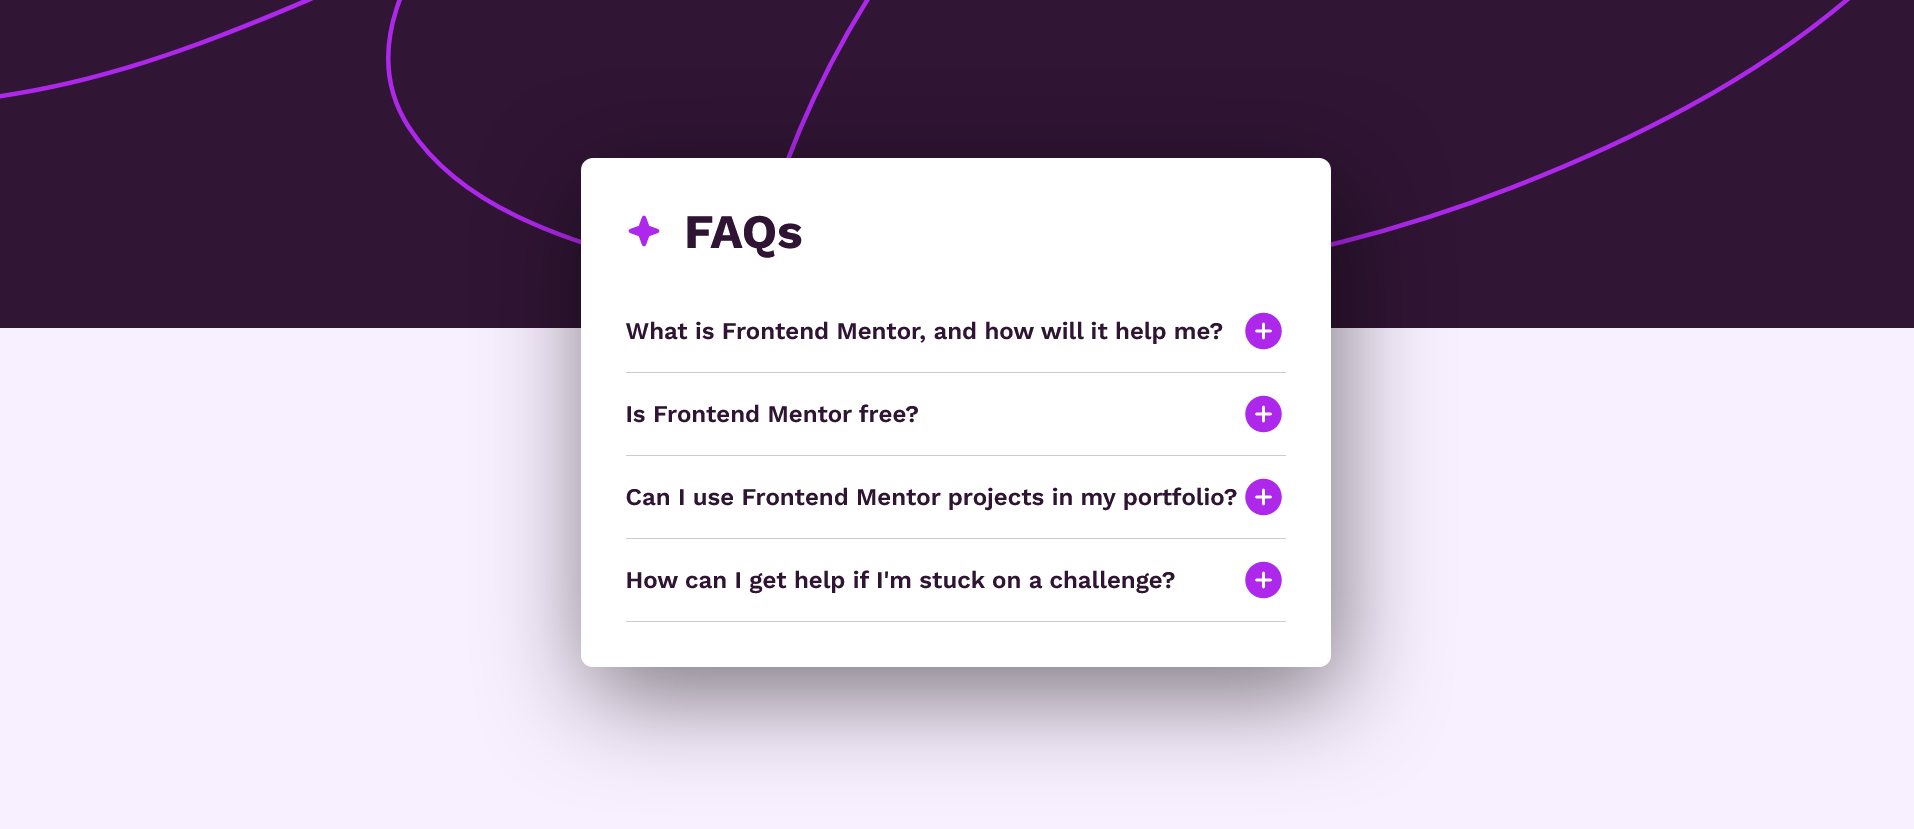 FAQs
What is Frontend Mentor, and how will it help me?
Is Frontend Mentor free?
Can I use Frontend Mentor projects in my portfolio?
How can I get help if I'm stuck on a challenge?